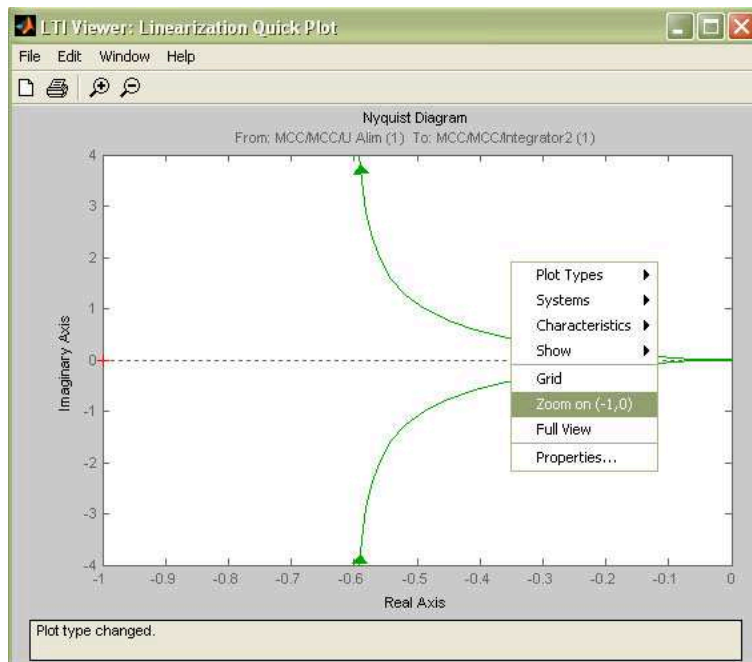 LTI Viewer: Linearization Quick Plot
File Edit Window Help
Nyquist Diagram
From: MCC/MCC/U Alim (1) To: MCC/MCC/Integrator2 (1)
4
3
2
1
0
-1
-2
-3
-4
Imaginary Axis
Plot Types
Systems
Characteristics
Show
Grid
Zoom on (-1,0)
Full View
Properties...
-1 -0.9 -0.8 -0.7 -0.6 -0.5 -0.4 -0.3 -0.2 -0.1 0
Real Axis
Plot type changed.